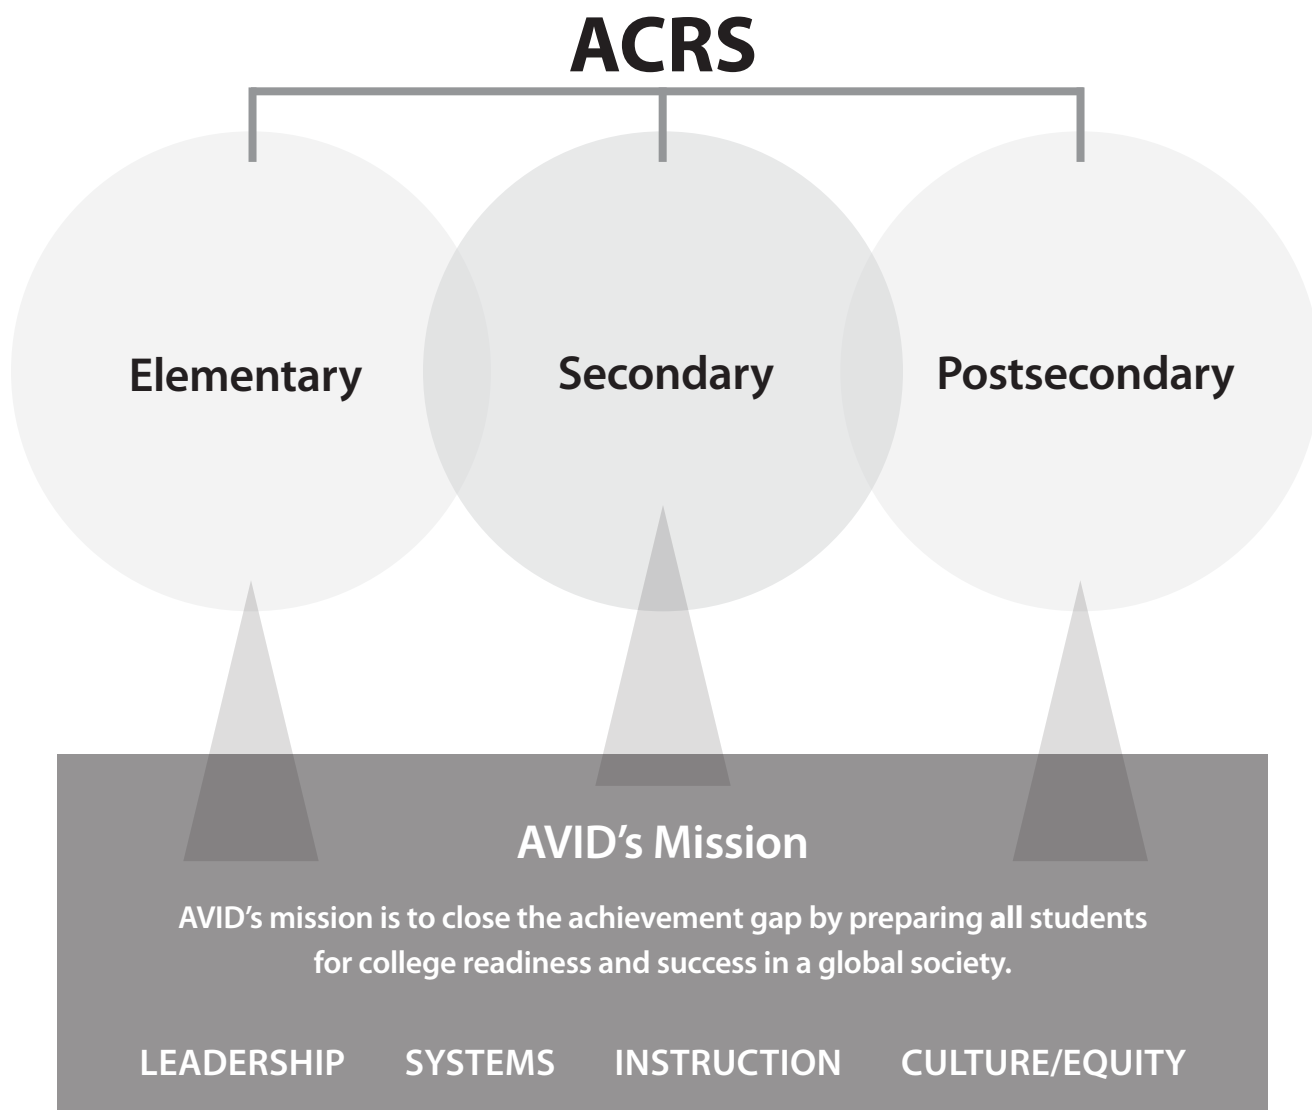 ACRS
Elementary Secondary Postsecondary
AVID’s Mission
AVID’s mission is to close the achievement gap by preparing all students
for college readiness and success in a global society.
LEADERSHIP SYSTEMS INSTRUCTION CULTURE/EQUITY